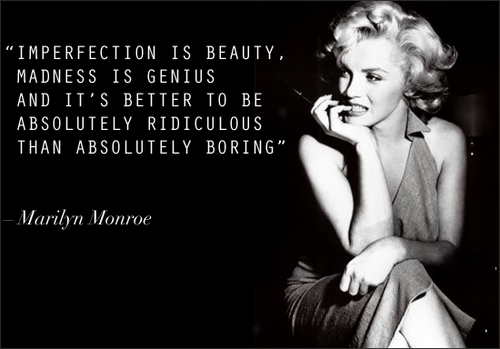 “IMPERFECTION IS BEAUTY,
MADNESS IS GENIUS
AND IT’S BETTER TO BE
ABSOLUTELY RIDICULOUS
THAN ABSOLUTELY BORING”
– Marilyn Monroe